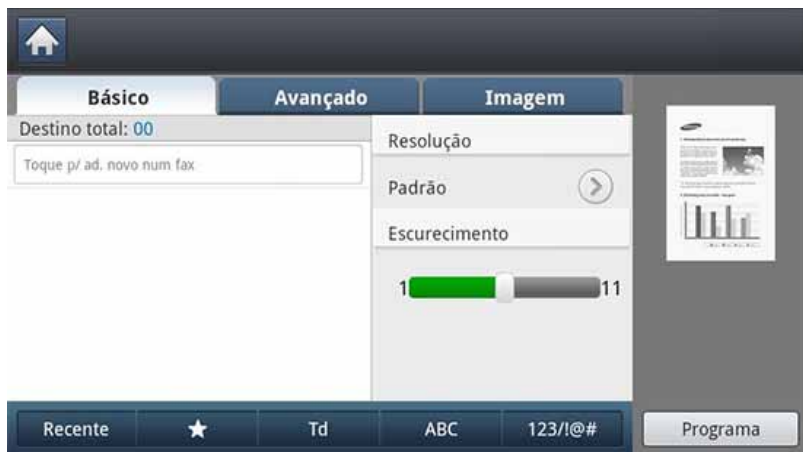 Básico
Avançado
Imagem
Destino total: 00
Toque p/ ad. novo num fax
Resolução
Padrão
Escurecimento
1
11
Recente
Td
ABC
123/!@#
Programa